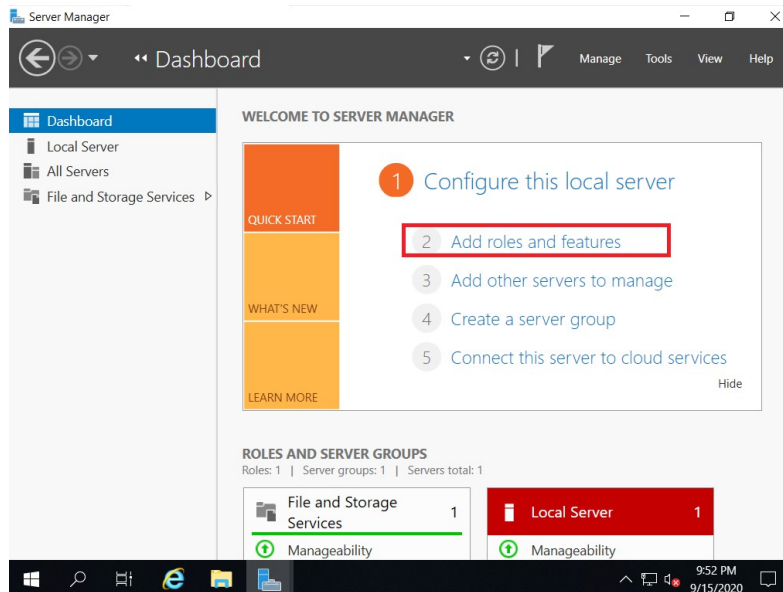 Server Manager
Dashboard
Manage Tools View Help
Dashboard
Local Server
All Servers
File and Storage Services
WELCOME TO SERVER MANAGER
QUICK START
WHAT'S NEW
LEARN MORE
1 Configure this local server
2 Add roles and features
3 Add other servers to manage
4 Create a server group
5 Connect this server to cloud services
Hide
ROLES AND SERVER GROUPS
Roles: 1 | Server groups: 1 | Servers total: 1
File and Storage
Services
1
Manageability
Local Server 1
Manageability
9:52 PM
9/15/2020